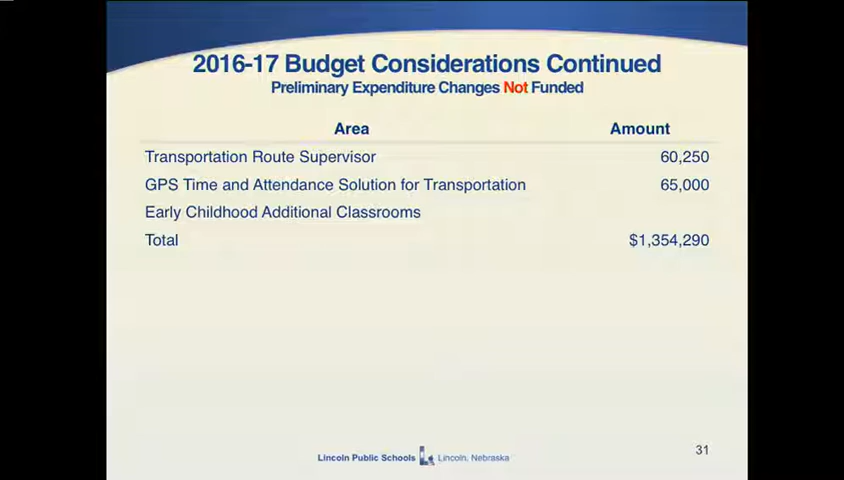 2016-17 Budget Considerations Continued
Preliminary Expenditure Changes Not Funded
Area Amount
Transportation Route Supervisor 60,250
GPS Time and Attendance Solution for Transportation 65,000
Early Childhood Additional Classrooms
Total $1,354,290
31
Lincoln Public Schools Lincoln, Nebraska